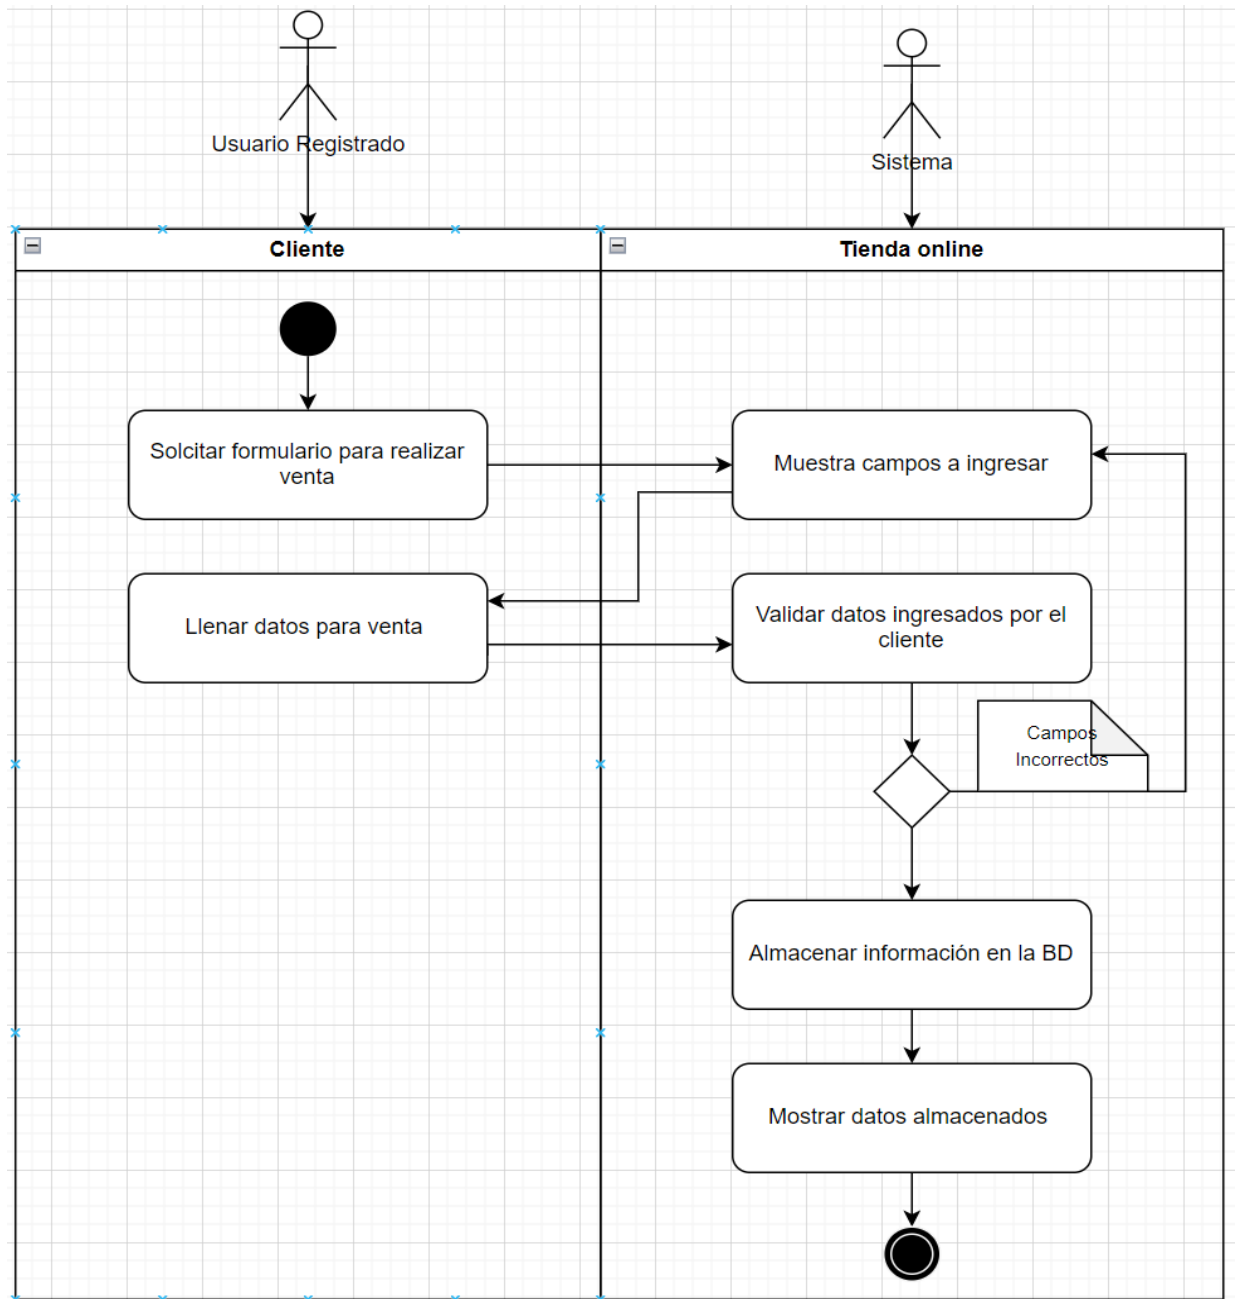 Usuario Registrado
Sistema
Cliente
Tienda online
Solcitar formulario para realizar
venta
Muestra campos a ingresar
Llenar datos para venta
Validar datos ingresados por el
cliente
Campos
Incorrectos
Almacenar información en la BD
Mostrar datos almacenados